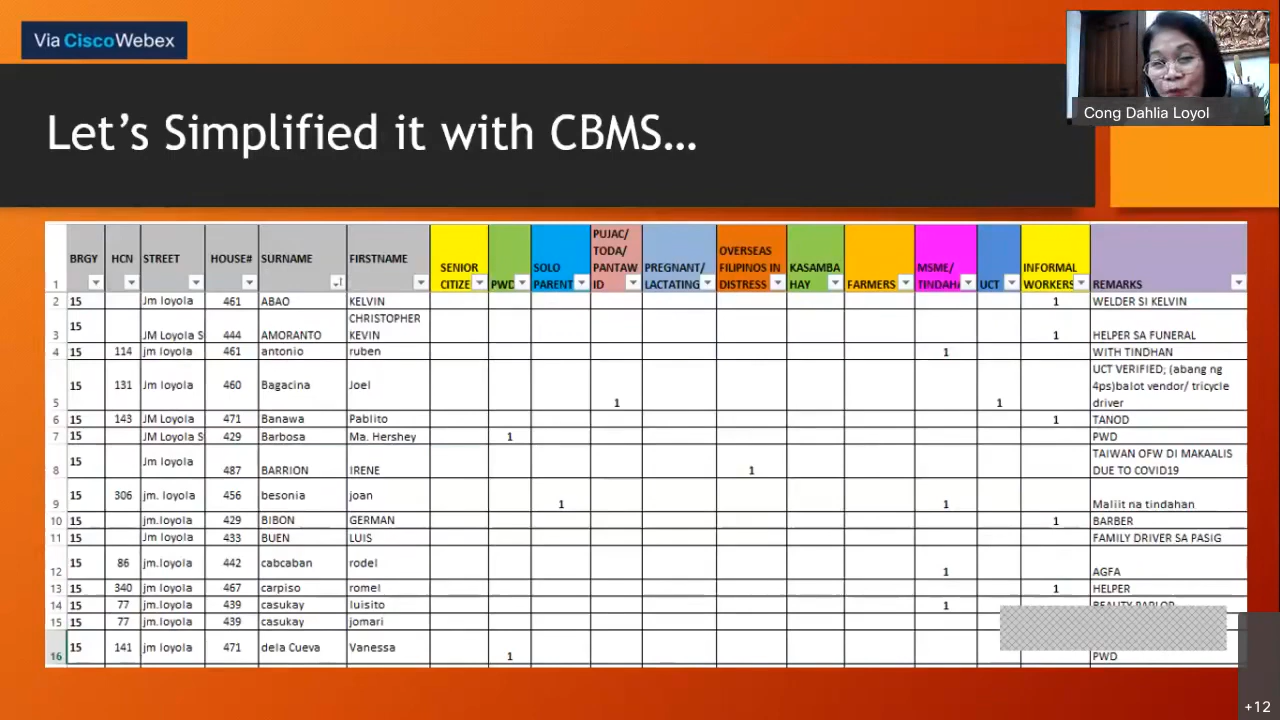 Via CiscoWebex
Cong Dahlia Loyol
Let's Simplified it with CBMS...
1 BRGY HCN STREET HOUSE# SURNAME FIRSTNAME SENIOR CITIZE PWD SOLO PARENT PUJAC/ TODA/ PANTAW ID PREGNANT/ LACTATING OVERSEAS FILIPINOS IN DISTRESS KASAMBA HAY FARMERS MSME/ TINDAHA UCT INFORMAL WORKERS REMARKS
2 15 Jm loyola 461 ABAO KELVIN 1 WELDER SI KELVIN
3 15 JM Loyola S 444 AMORANTO CHRISTOPHER KEVIN 1 HELPER SA FUNERAL
4 15 114 jm loyola 461 antonio ruben 1 WITH TINDHAN
5 15 131 Jm loyola 460 Bagacina Joel 1 1 UCT VERIFIED; (abang ng 4ps)balot vendor/ tricycle driver
6 15 143 JM Loyola 471 Banawa Pablito 1 TANOD
7 15 JM Loyola S 429 Barbosa Ma. Hershey 1 PWD
8 15 Jm loyola 487 BARRION IRENE 1 TAIWAN OFW DI MAKAALIS DUE TO COVID19
9 15 306 jm. loyola 456 besonia joan 1 1 Maliit na tindahan
10 15 jm.loyola 429 BIBON GERMAN 1 BARBER
11 15 Jm loyola 433 BUEN LUIS FAMILY DRIVER SA PASIG
12 15 86 jm.loyola 442 cabcaban rodel 1 AGFA
13 15 340 jm loyola 467 carpiso romel 1 HELPER
14 15 77 jm.loyola 439 casukay luisito 1 BEAUTY PARLOR
15 15 77 jm.loyola 439 casukay jomari
16 15 141 jm loyola 471 dela Cueva Vanessa 1 PWD
+12